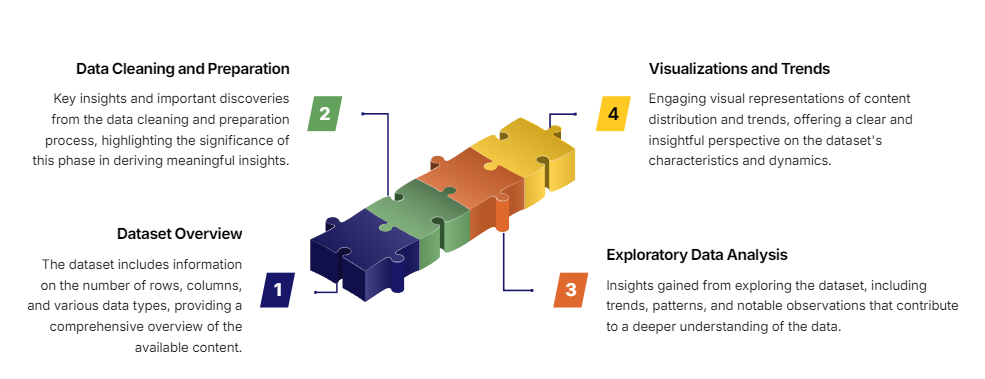 Data Cleaning and Preparation
Key insights and important discoveries
from the data cleaning and preparation
process, highlighting the significance of
this phase in deriving meaningful insights.
2
Visualizations and Trends
4
Engaging visual representations of content
distribution and trends, offering a clear and
insightful perspective on the dataset's
characteristics and dynamics.
Dataset Overview
The dataset includes information
on the number of rows, columns,
and various data types, providing a
comprehensive overview of the
available content.
1
Exploratory Data Analysis
3
Insights gained from exploring the dataset, including
trends, patterns, and notable observations that contribute
to a deeper understanding of the data.